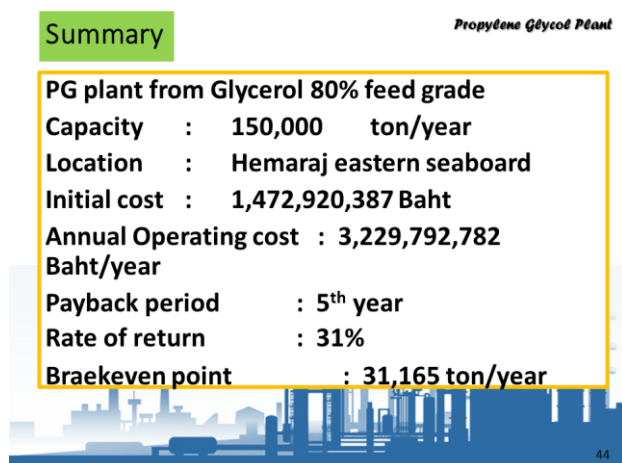 Summary
Propylene Glycol Plant
PG plant from Glycerol 80% feed grade
Capacity : 150,000 ton/year
Location : Hemaraj eastern seaboard
Initial cost : 1,472,920,387 Baht
Annual Operating cost : 3,229,792,782
Baht/year
Payback period : 5th year
Rate of return : 31%
Braekeven point : 31,165 ton/year
44